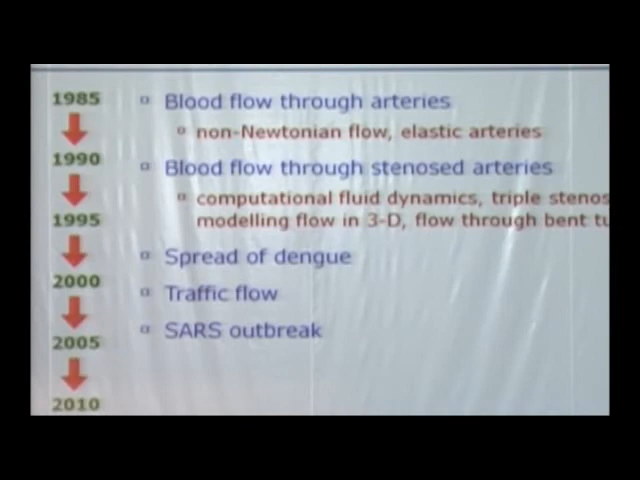 1985
Blood flow through arteries
non-Newtonian flow, elastic arteries
1990
Blood flow through stenosed arteries
computational fluid dynamics, triple stenos
1995
modelling flow in 3-D, flow through bent tu
Spread of dengue
2000
Traffic flow
SARS outbreak
2005
2010